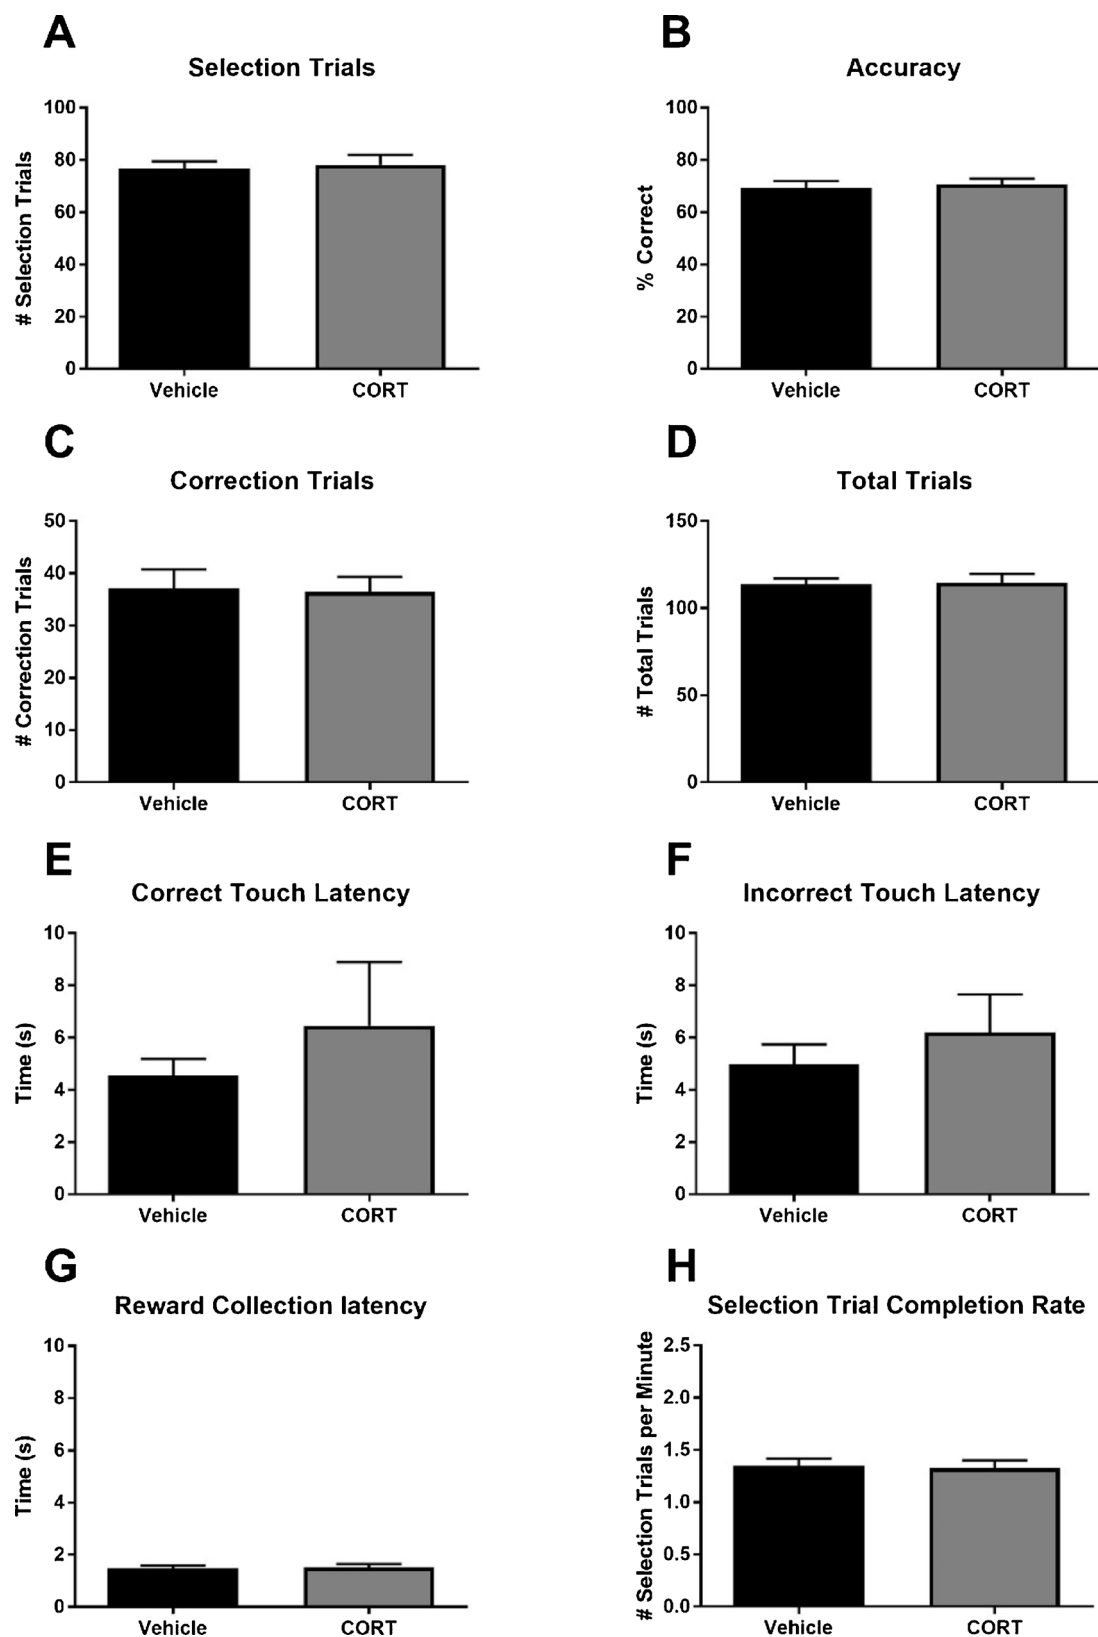 A
Selection Trials
# Selection Trials
100
80
60
40
20
0
Vehicle
CORT
B
Accuracy
% Correct
100
80
60
40
20
0
Vehicle
CORT
C
Correction Trials
# Correction Trials
50
40
30
20
10
0
Vehicle
CORT
D
Total Trials
# Total Trials
150
100
50
0
Vehicle
CORT
E
Correct Touch Latency
Time (s)
10
8
6
4
2
0
Vehicle
CORT
F
Incorrect Touch Latency
Time (s)
10
8
6
4
2
0
Vehicle
CORT
G
Reward Collection latency
Time (s)
10
8
6
4
2
0
Vehicle
CORT
H
Selection Trial Completion Rate
# Selection Trials per Minute
2.5
2.0
1.5
1.0
0.5
0.0
Vehicle
CORT